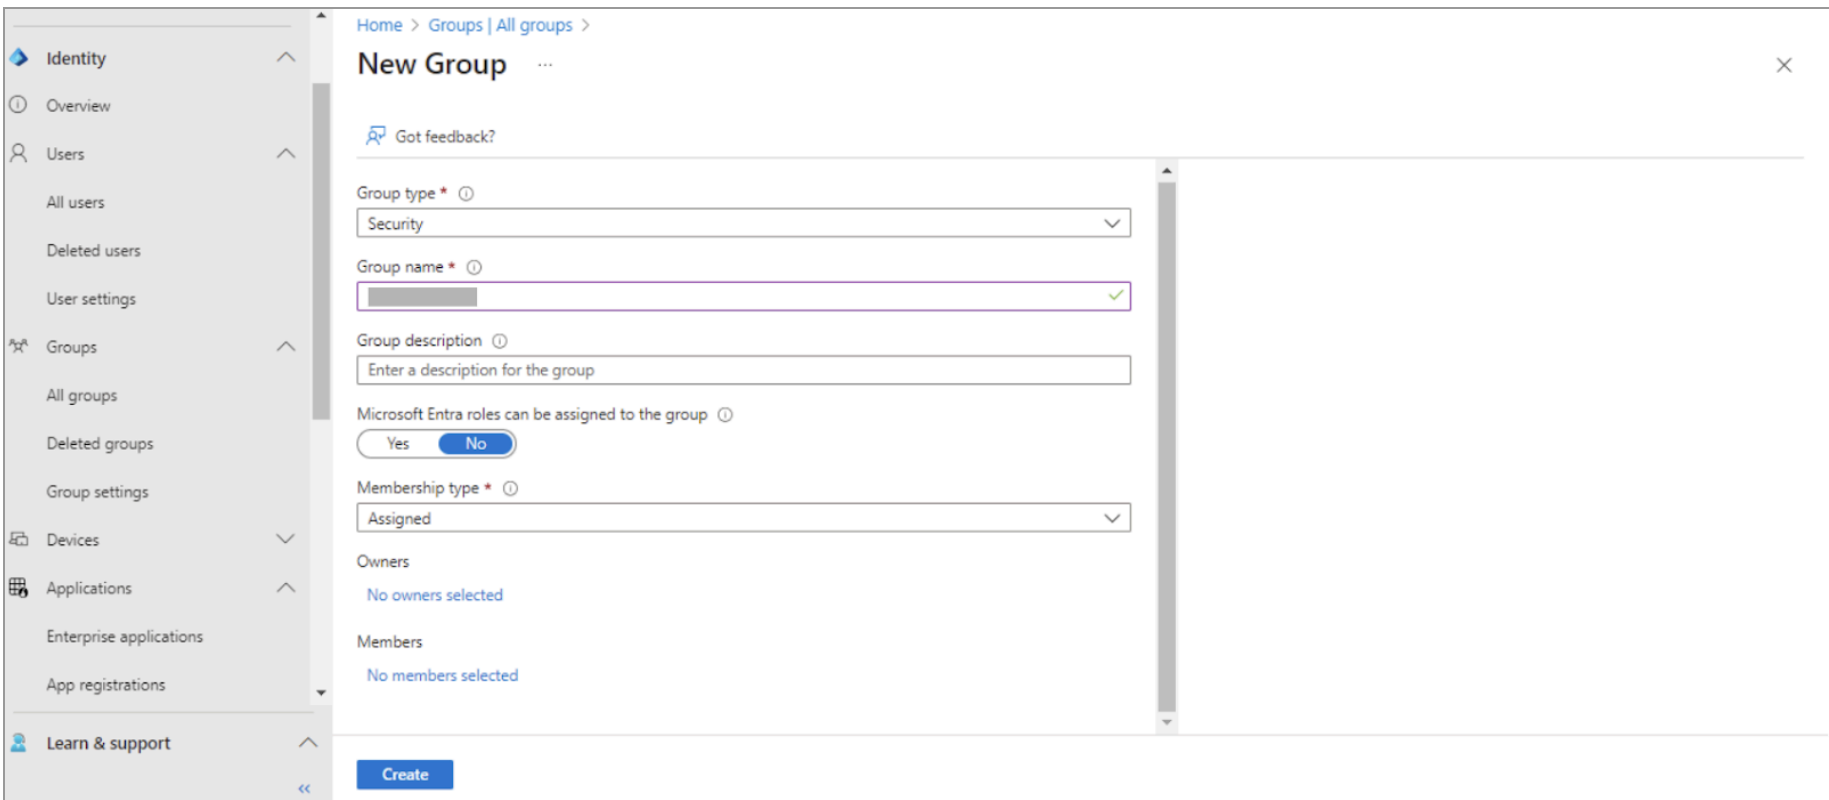 Identity
Overview
Users
All users
Deleted users
User settings
Groups
All groups
Deleted groups
Group settings
Devices
Applications
Enterprise applications
App registrations
Learn & support
Home > Groups | All groups >
New Group ...
Got feedback?
Group type *
Security
Group name *
Group description
Enter a description for the group
Microsoft Entra roles can be assigned to the group
Yes No
Membership type *
Assigned
Owners
No owners selected
Members
No members selected
Create